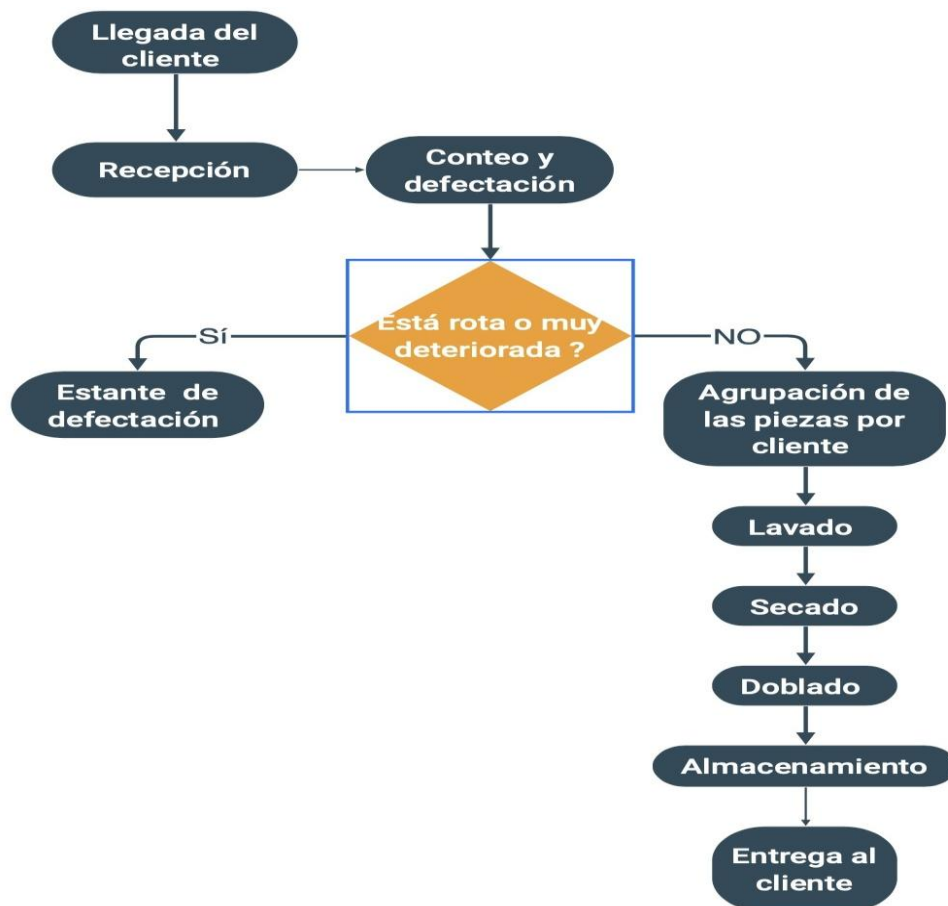 Llegada del
cliente
Recepción
Conteo y
defectación
Está rota o muy
deteriorada ?
Sí
NO
Estante de
defectación
Agrupación de
las piezas por
cliente
Lavado
Secado
Doblado
Almacenamiento
Entrega al
cliente